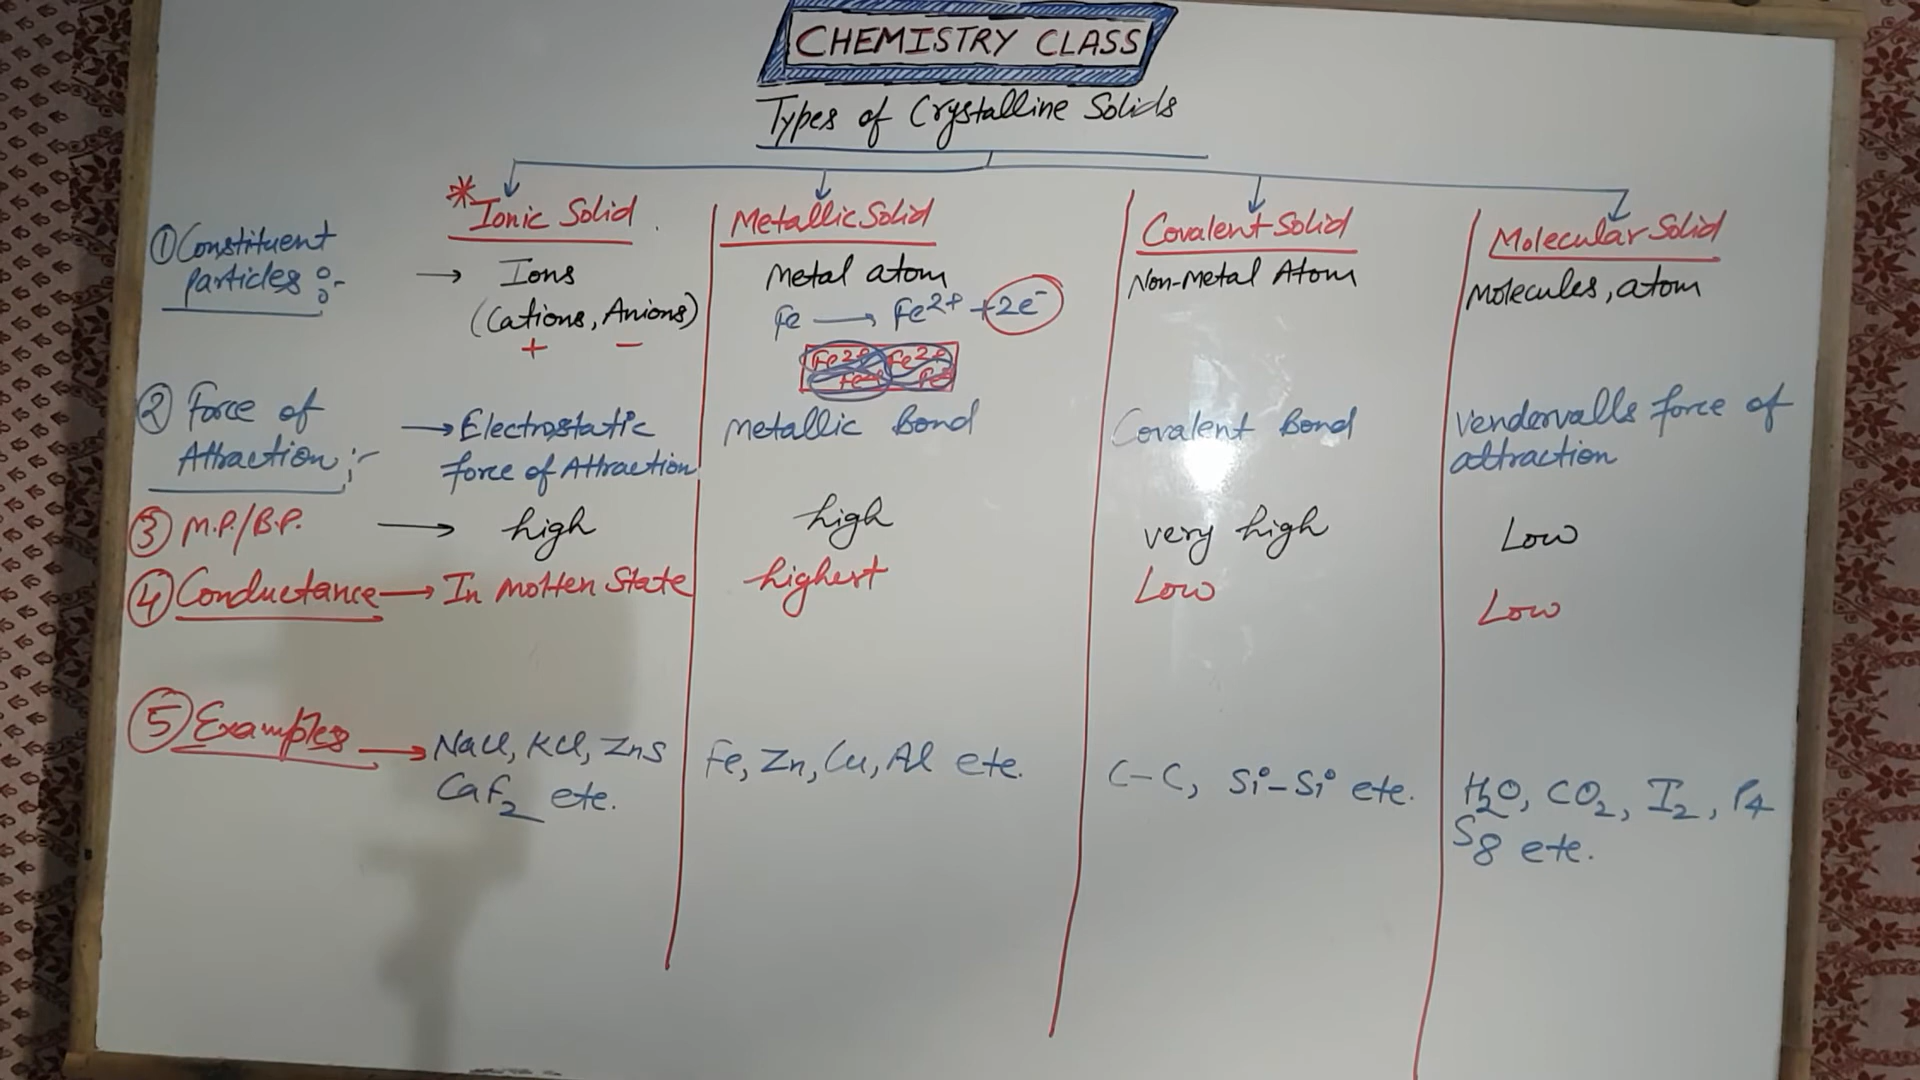 CHEMISTRY CLASS
Types of Crystalline Solids
*Ionic Solid
Metallic Solid
Covalent Solid
Molecular Solid
① Constituent particles :-
→ Ions
(Cations, Anions)
+ −
Metal atom
Fe → Fe2+ + 2e-
Fe2+ Fe2+
Non-Metal Atom
Molecules, atom
② Force of Attraction :-
→ Electrostatic
force of Attraction
Metallic Bond
Covalent Bond
Vendervalls force of
attraction
③ M.P./B.P. → high
high
very high
Low
④ Conductance → In molten State
highest
Low
Low
⑤ Examples → NaCl, KCl, ZnS
CaF2 etc.
Fe, Zn, Cu, Al etc.
C-C, Si-Si etc.
H2O, CO2, I2, P4
S8 etc.